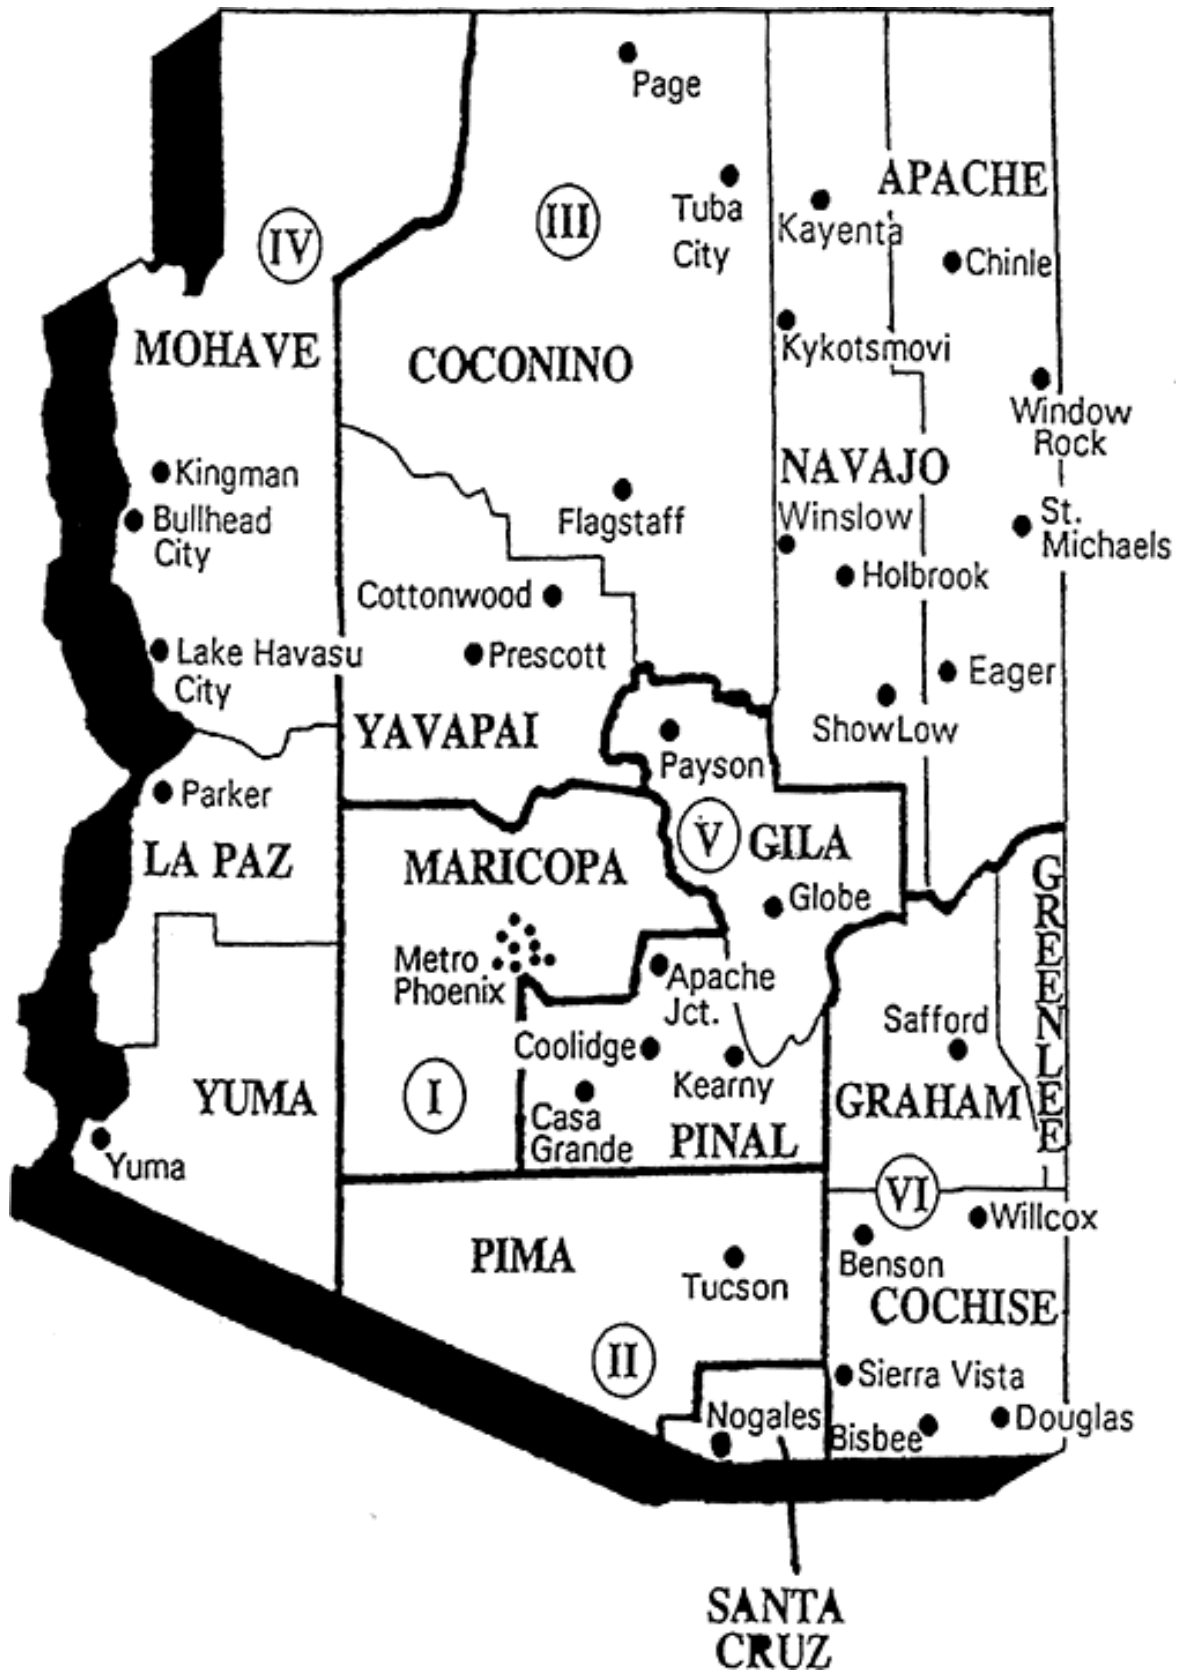 Page
APACHE
Tuba
City
III
Kayenta
IV
Chinle
Kykotsmovi
MOHAVE
COCONINO
Window
Rock
NAVAJO
Kingman
Winslow
Flagstaff
St.
Michaels
Bullhead
City
Holbrook
Cottonwood
Prescott
Lake Havasu
City
Eager
ShowLow
YAVAPAI
Payson
Parker
V
GILA
LA PAZ
MARICOPA
GREENLEE
Globe
Metro
Phoenix
Apache
Jct.
Safford
Coolidge
Kearny
YUMA
I
GRAHAM
Casa
Grande
PINAL
Yuma
VI
Willcox
PIMA
Benson
Tucson
COCHISE
II
Sierra Vista
Nogales
Douglas
Bisbee
SANTA
CRUZ